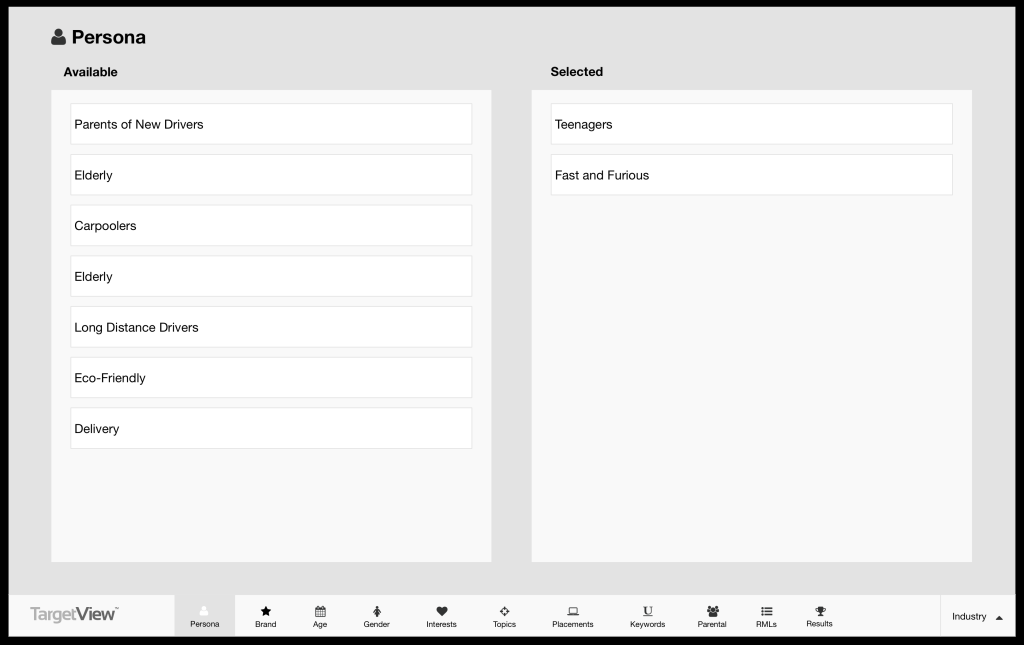 Persona
Available
Selected
Parents of New Drivers
Elderly
Carpoolers
Elderly
Long Distance Drivers
Eco-Friendly
Delivery
Teenagers
Fast and Furious
TargetView™
Persona
Brand
Age
Gender
Interests
Topics
Placements
Keywords
Parental
RMLs
Results
Industry